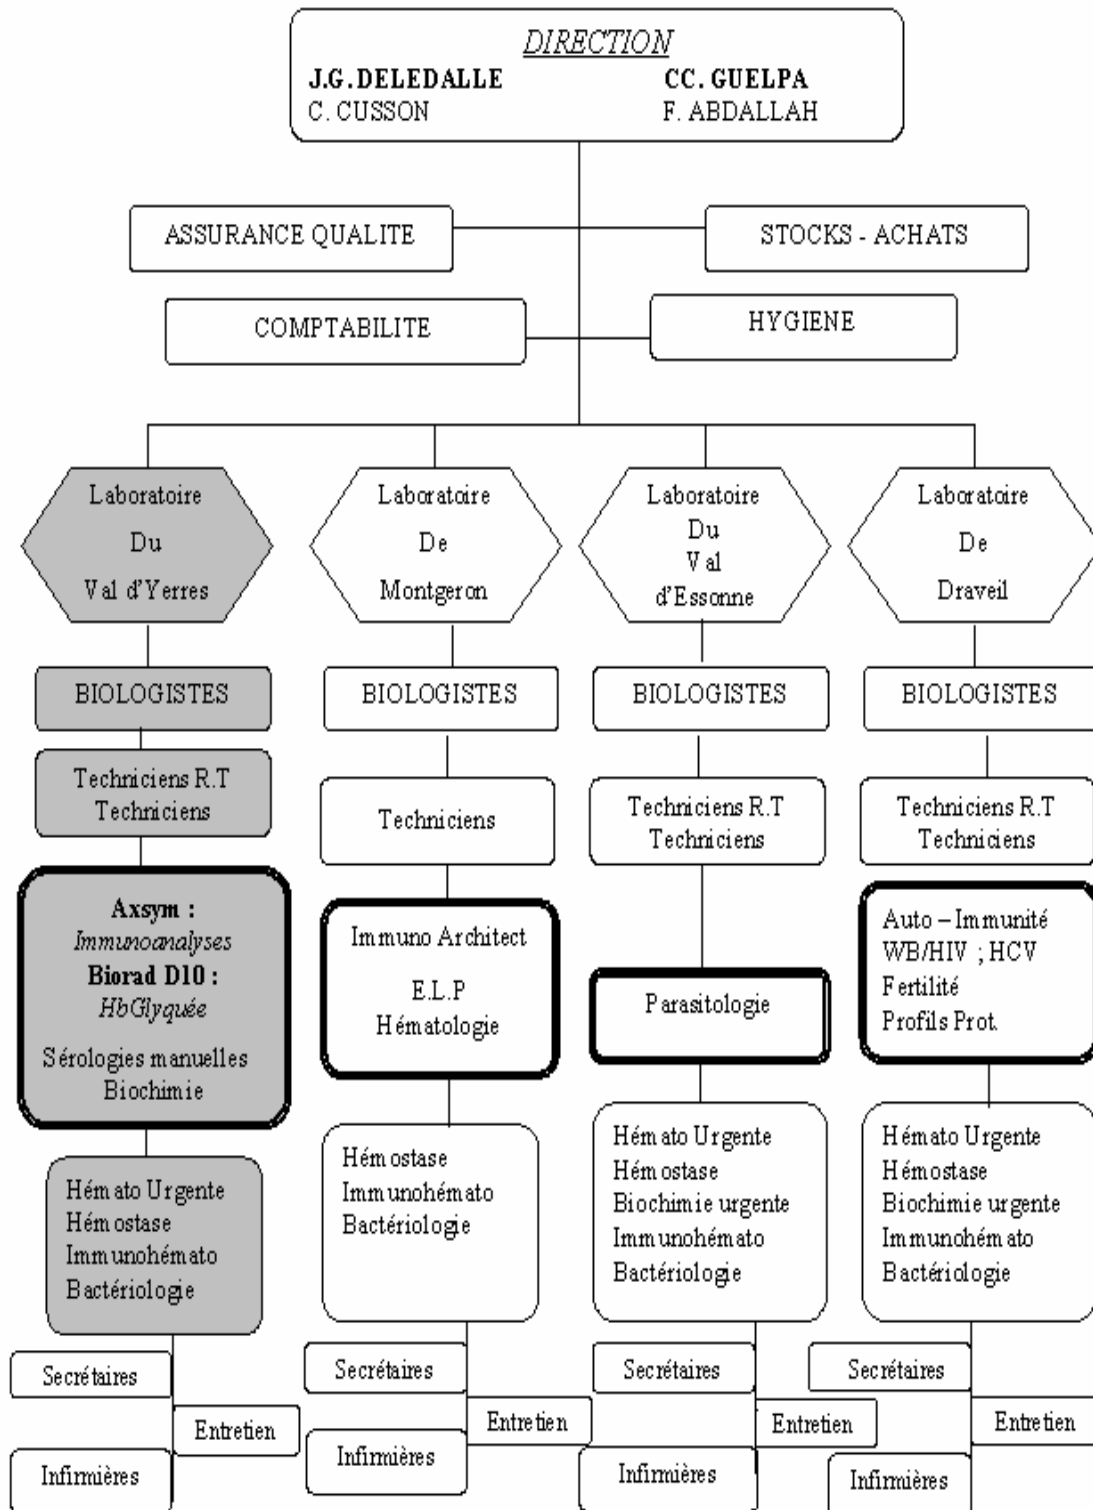 DIRECTION
J.G. DELEDALLE CC. GUELPA
C. CUSSON F. ABDALLAH
ASSURANCE QUALITE
STOCKS - ACHATS
COMPTABILITE
HYGIENE
Laboratoire
Du
Val d'Yerres
Laboratoire
De
Montgeron
Laboratoire
Du
Val
d'Essonne
Laboratoire
De
Draveil
BIOLOGISTES
BIOLOGISTES
BIOLOGISTES
BIOLOGISTES
Techniciens R.T
Techniciens
Techniciens
Techniciens R.T
Techniciens
Techniciens R.T
Techniciens
Axsym :
Immunoanalyses
Biorad D10 :
HbGlyquée
Sérologies manuelles
Biochimie
Immuno Architect
E.L.P
Hématologie
Parasitologie
Auto – Immunité
WB/HIV ; HCV
Fertilité
Profils Prot.
Hémato Urgente
Hémostase
Immunohémato
Bactériologie
Hémostase
Immunohémato
Bactériologie
Hémato Urgente
Hémostase
Biochimie urgente
Immunohémato
Bactériologie
Hémato Urgente
Hémostase
Biochimie urgente
Immunohémato
Bactériologie
Secrétaires
Secrétaires
Secrétaires
Secrétaires
Entretien
Entretien
Entretien
Entretien
Infirmières
Infirmières
Infirmières
Infirmières